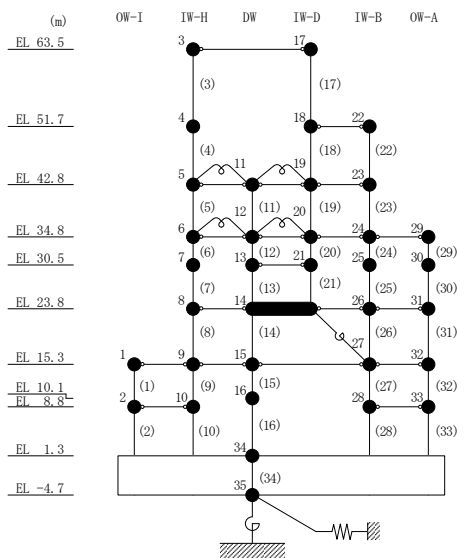 (m) OW-I IW-H DW IW-D IW-B OW-A
EL 63.5 3 17
(3) (17)
EL 51.7 4 18 22
(4) (18) (22)
11 19
EL 42.8 5 23
(5) (11) (19) (23)
12 20
EL 34.8 6 24 29
(6) (12) (20) (24) (29)
EL 30.5 7 13 21 25 30
(7) (13) (21) (25) (30)
EL 23.8 8 14 26 31
(8) (14) (26) (31)
27
EL 15.3 1 9 15 32
(1) (9) (15) (27) (32)
EL 10.1 16
EL 8.8 2 10 28 33
(2) (10) (16) (28) (33)
EL 1.3 34
(34)
EL -4.7 35